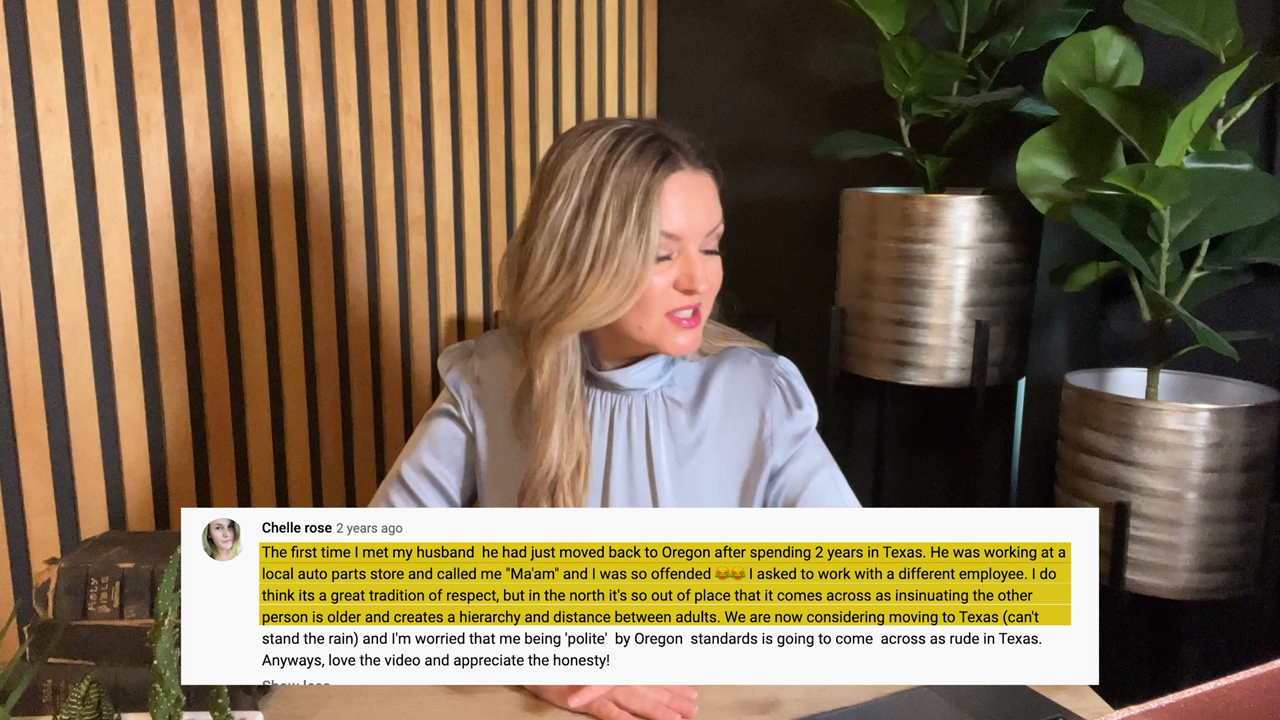 HOLY BIBLE
Chelle rose 2 years ago
The first time I met my husband  he had just moved back to Oregon after spending 2 years in Texas. He was working at a
local auto parts store and called me "Ma'am" and I was so offended 😂😂 I asked to work with a different employee. I do
think its a great tradition of respect, but in the north it's so out of place that it comes across as insinuating the other
person is older and creates a hierarchy and distance between adults. We are now considering moving to Texas (can't
stand the rain) and I'm worried that me being 'polite'  by Oregon  standards is going to come  across as rude in Texas.
Anyways, love the video and appreciate the honesty!
Show less